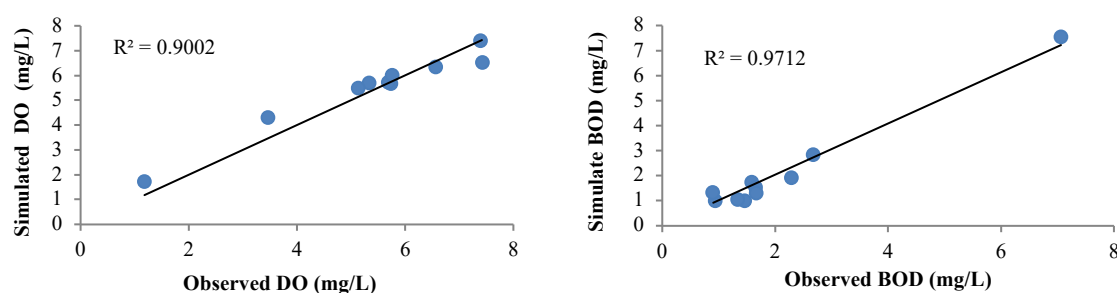 Simulated DO (mg/L)
8
7
6
5
4
3
2
1
0
R² = 0.9002
0 2 4 6 8
Observed DO (mg/L)
Simulate BOD (mg/L)
8
7
6
5
4
3
2
1
0
R² = 0.9712
0 2 4 6 8
Observed BOD (mg/L)